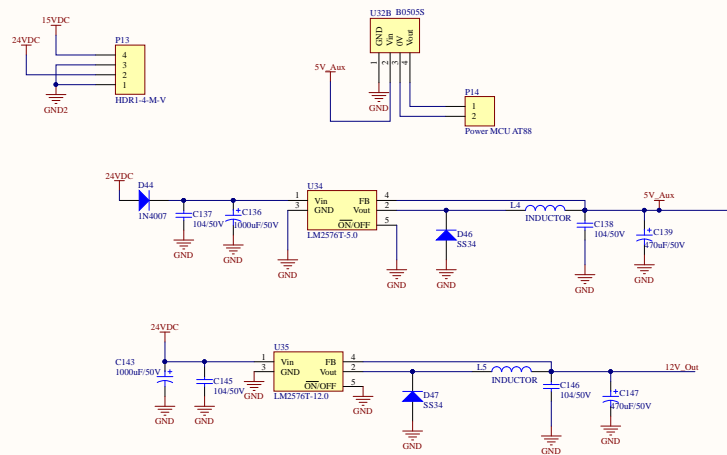 15VDC
24VDC
P13
4
3
2
1
HDR1-4-M-V
GND2
U32B B0505S
GND
Vin
0V
Vout
1
2
3
4
5V_Aux
GND
P14
1
2
Power MCU AT88
24VDC
D44
1N4007
C137
104/50V
GND
C136
1000uF/50V
GND
U34
1 Vin FB 4
3 GND Vout 2
ON/OFF 5
LM2576T-5.0
GND
GND
D46
SS34
GND
L4
INDUCTOR
C138
104/50V
GND
5V_Aux
C139
470uF/50V
GND
24VDC
C143
1000uF/50V
GND
C145
104/50V
GND
U35
1 Vin FB 4
3 GND Vout 2
ON/OFF 5
LM2576T-12.0
GND
GND
D47
SS34
GND
L5
INDUCTOR
C146
104/50V
GND
12V_Out
C147
470uF/50V
GND